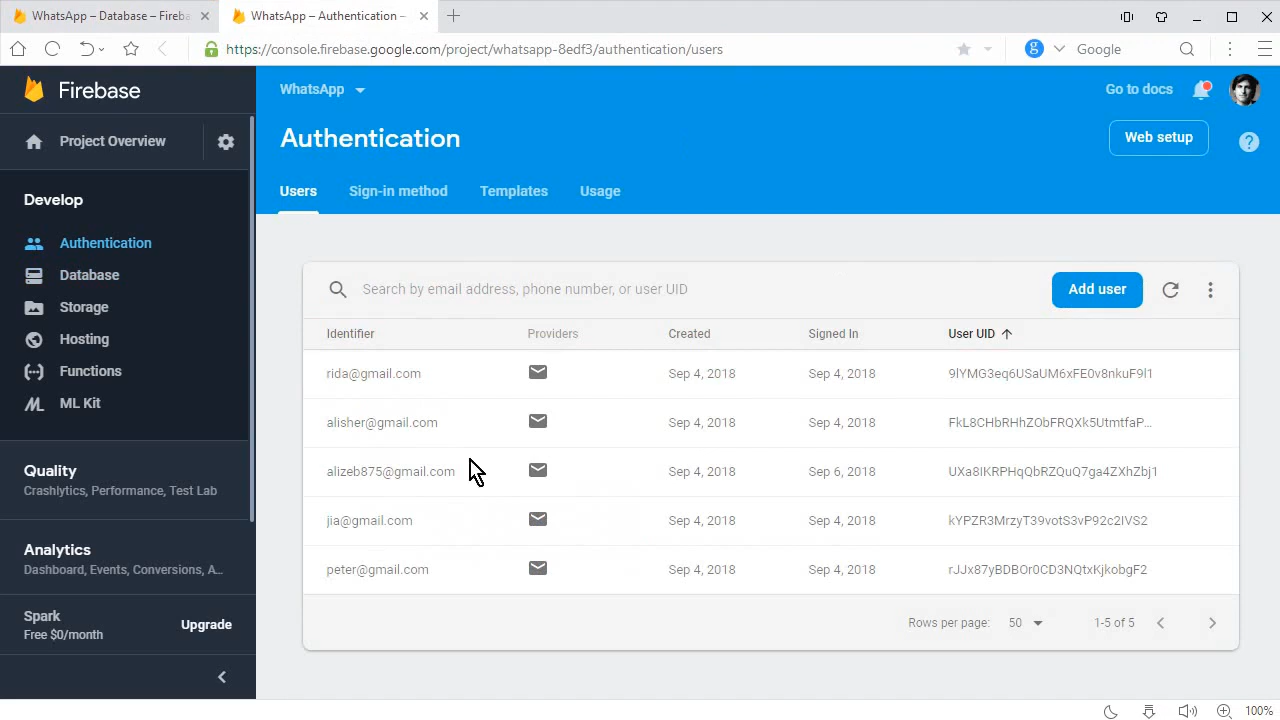 WhatsApp – Database – Fireba
WhatsApp – Authentication –
https://console.firebase.google.com/project/whatsapp-8edf3/authentication/users
g
Google
Firebase
WhatsApp
Go to docs
Project Overview
Authentication
Web setup
?
Users
Sign-in method
Templates
Usage
Develop
Authentication
Database
Storage
Hosting
Functions
ML Kit
Quality
Crashlytics, Performance, Test Lab
Analytics
Dashboard, Events, Conversions, A...
Spark
Free $0/month
Upgrade
Search by email address, phone number, or user UID
Add user
Identifier Providers Created Signed In User UID
rida@gmail.com Sep 4, 2018 Sep 4, 2018 9lYMG3eq6USaUM6xFE0v8nkuF9l1
alisher@gmail.com Sep 4, 2018 Sep 4, 2018 FkL8CHbRHhZObFRQXk5UtmtfaP...
alizeb875@gmail.com Sep 4, 2018 Sep 6, 2018 UXa8IKRPHqQbRZQuQ7ga4ZXhZbj1
jia@gmail.com Sep 4, 2018 Sep 4, 2018 kYPZR3MrzyT39votS3vP92c2IVS2
peter@gmail.com Sep 4, 2018 Sep 4, 2018 rJJx87yBDBOr0CD3NQtxKjkobgF2
Rows per page: 50 1-5 of 5
100%